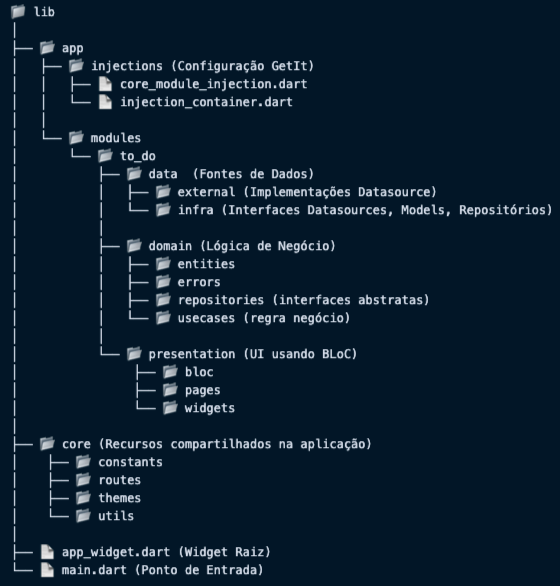 lib
app
injections (Configuração GetIt)
core_module_injection.dart
injection_container.dart
modules
to_do
data (Fontes de Dados)
external (Implementações Datasource)
infra (Interfaces Datasources, Models, Repositórios)
domain (Lógica de Negócio)
entities
errors
repositories (interfaces abstratas)
usecases (regra negócio)
presentation (UI usando BLoC)
bloc
pages
widgets
core (Recursos compartilhados na aplicação)
constants
routes
themes
utils
app_widget.dart (Widget Raiz)
main.dart (Ponto de Entrada)